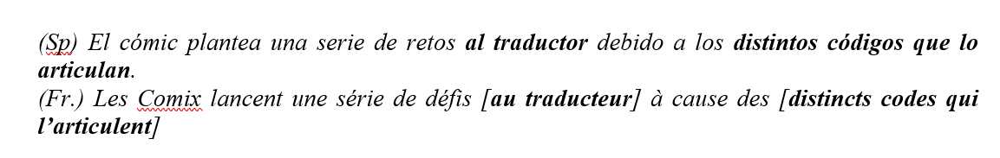 (Sp) El cómic plantea una serie de retos al traductor debido a los distintos códigos que lo
articulan.
(Fr.) Les Comix lancent une série de défis [au traducteur] à cause des [distincts codes qui
l’articulent]